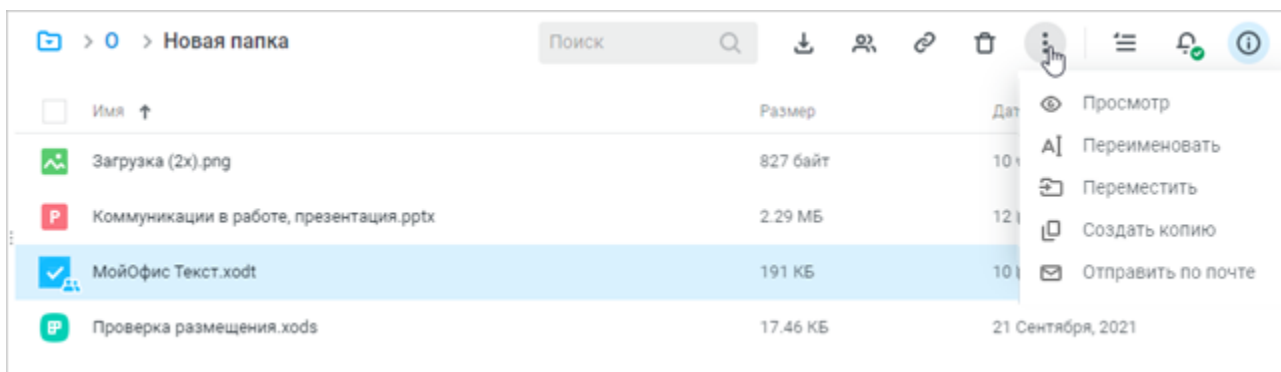 > О > Новая папка Поиск
Имя ↑ Размер Дат
Загрузка (2x).png 827 байт 10
Коммуникации в работе, презентация.pptx 2.29 МБ 12
МойОфис Текст.xodt 191 КБ 10
Проверка размещения.xods 17.46 КБ 21 Сентября, 2021
Просмотр
Переименовать
Переместить
Создать копию
Отправить по почте